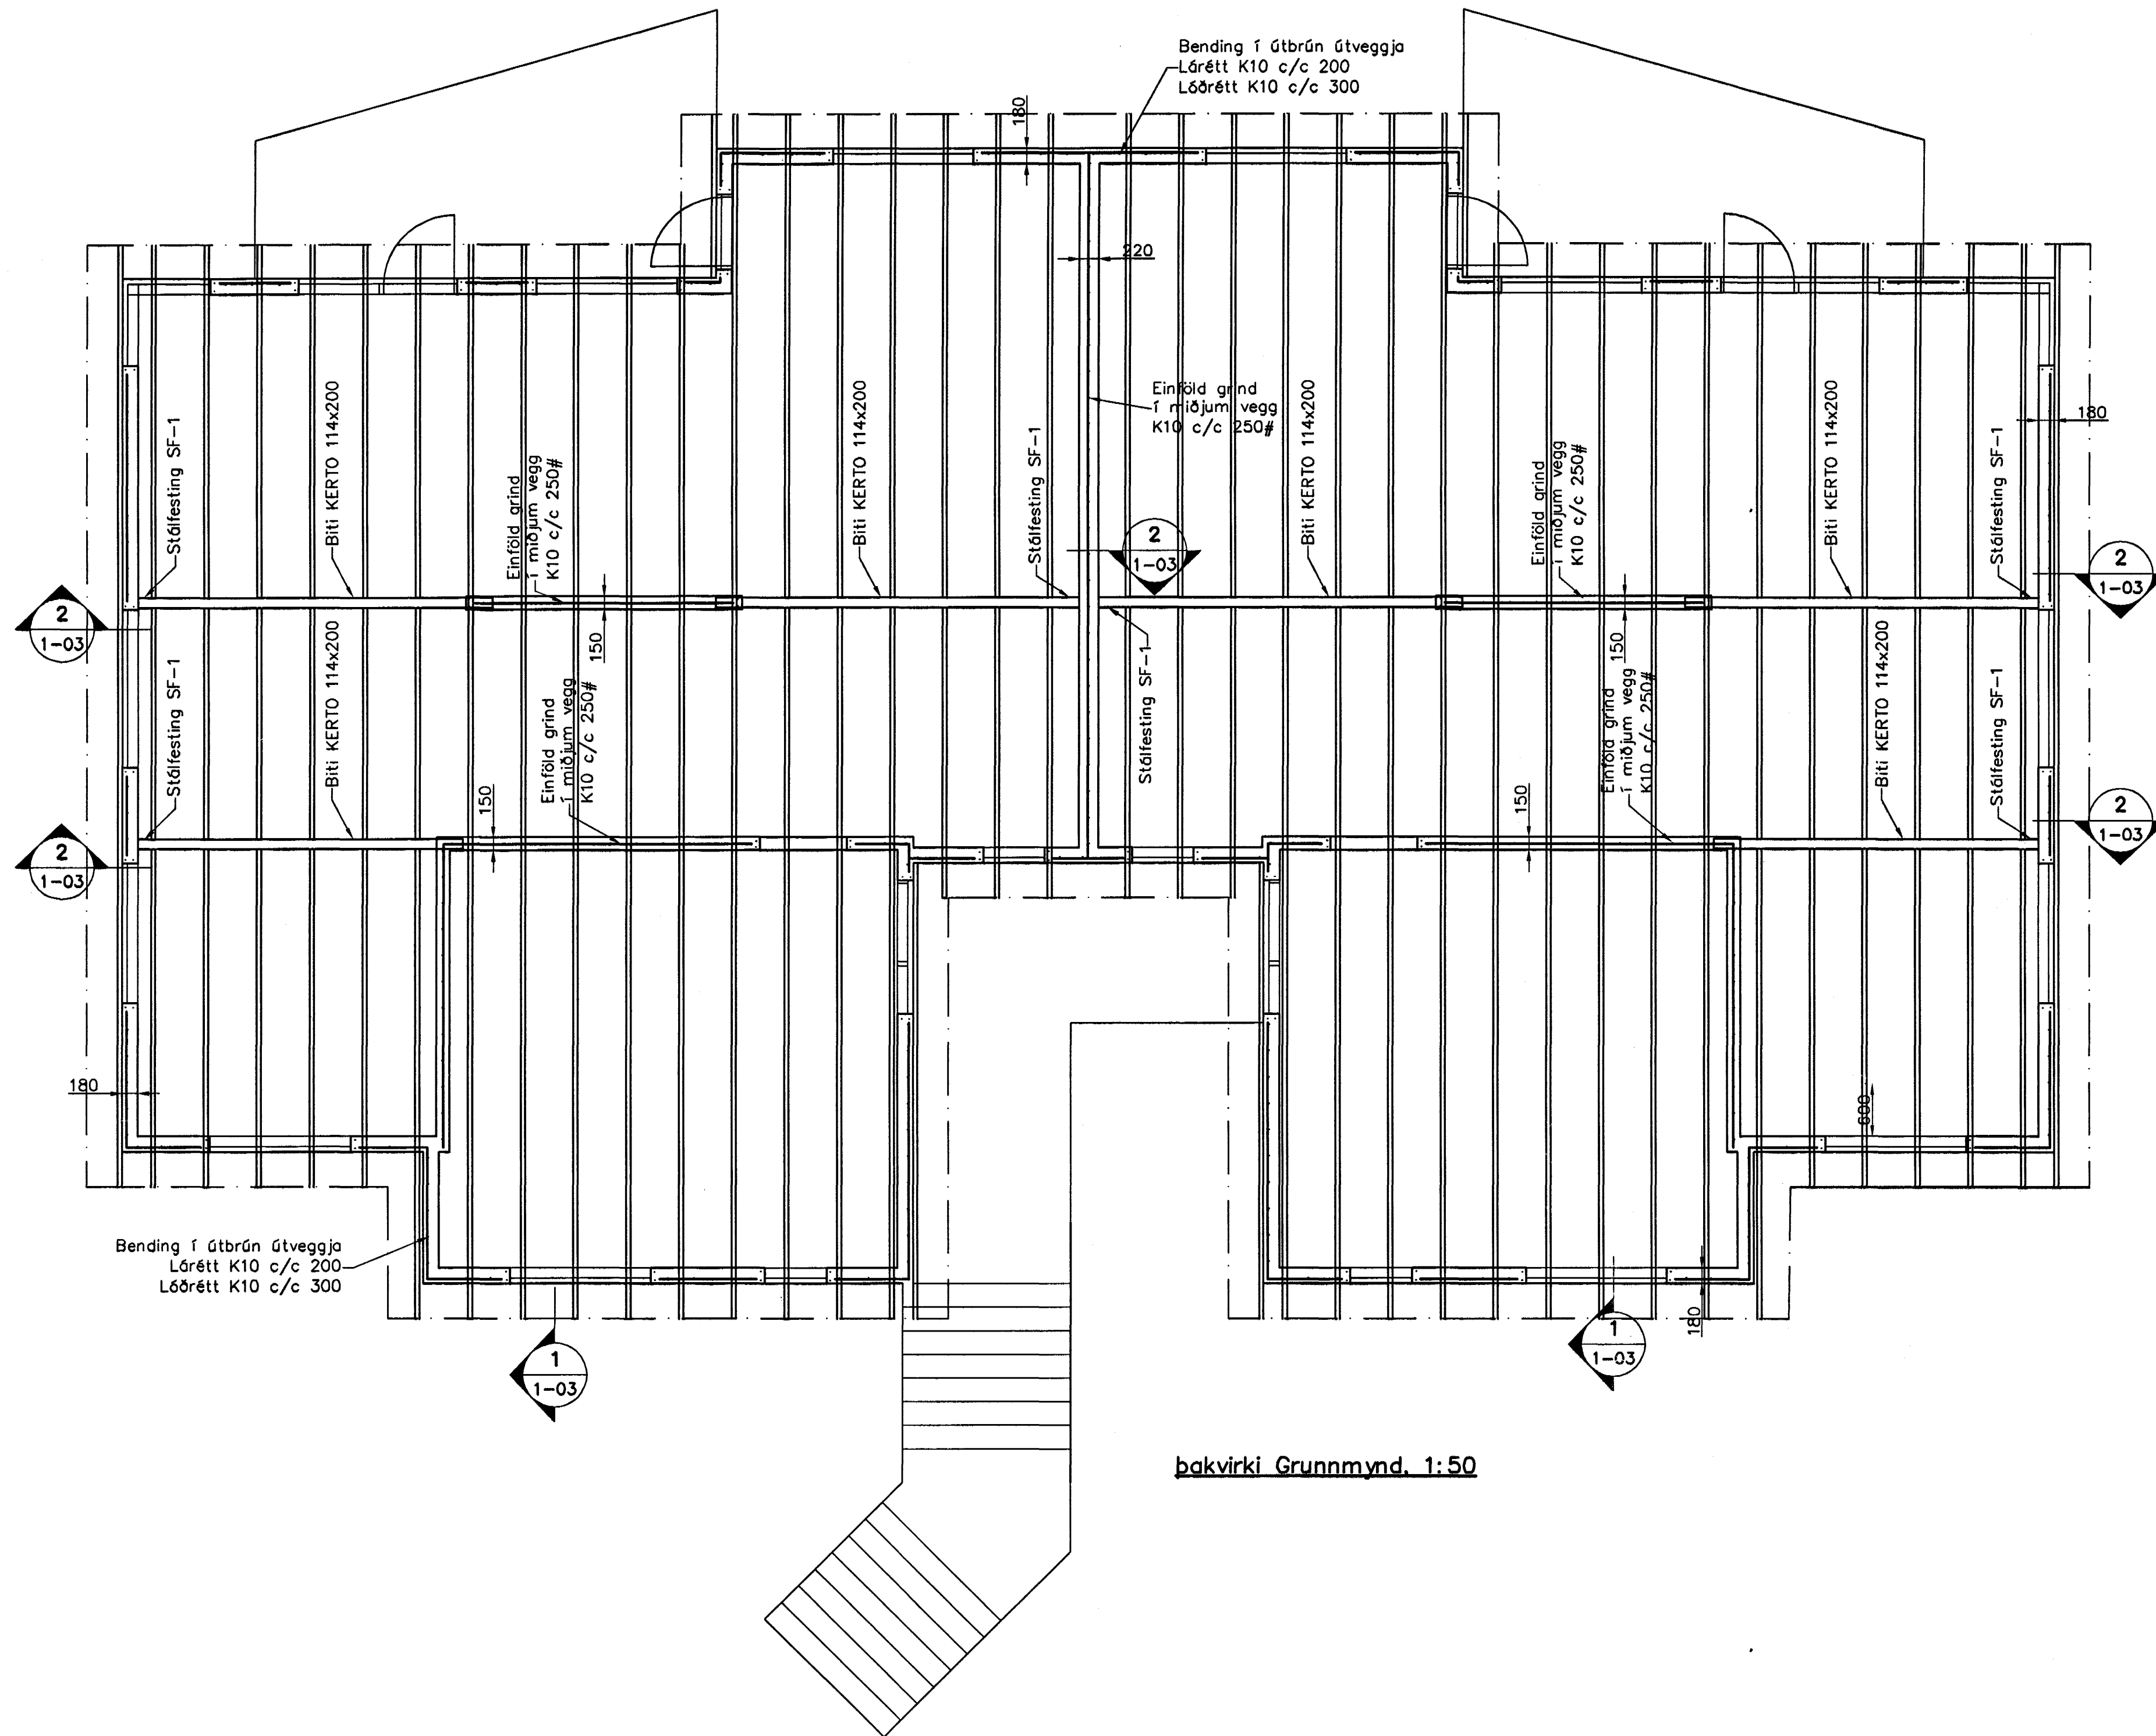 Bending í útbrún útveggja
Lárétt K10 c/c 200
Lóðrétt K10 c/c 300
180
220
Stálfesting SF-1
Biti KERTO 114x200
Einföld grind
í miðjum vegg
K10 c/c 250#
Biti KERTO 114x200
Stálfesting SF-1
Einföld grind
í miðjum vegg
K10 c/c 250#
Biti KERTO 114x200
Einföld grind
í miðjum vegg
K10 c/c 250#
Biti KERTO 114x200
Stálfesting SF-1
180
2
1-03
2
1-03
2
1-03
150
150
Stálfesting SF-1
Biti KERTO 114x200
Einföld grind
í miðjum vegg
K10 c/c 250#
Stálfesting SF-1
Einföld grind
í miðjum vegg
K10 c/c 250#
Biti KERTO 114x200
Stálfesting SF-1
150
150
2
1-03
2
1-03
180
600
Bending í útbrún útveggja
Lárétt K10 c/c 200
Lóðrétt K10 c/c 300
180
1
1-03
1
1-03
Þakvirki Grunnmynd, 1:50